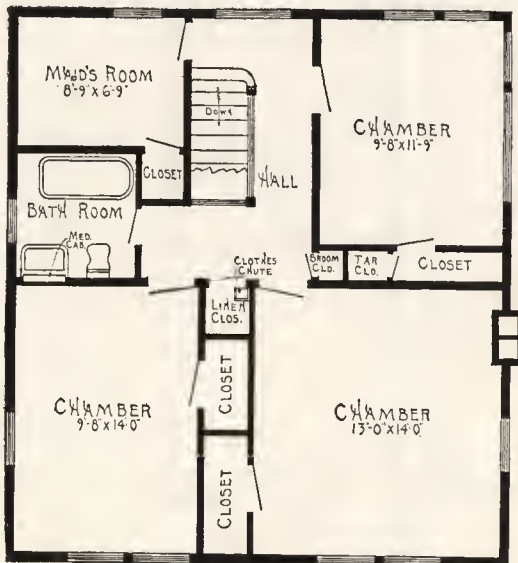 MAID'S ROOM
8'-9" X 6'-9"
DOWN
CHAMBER
9'-8" X 11'-9"
CLOSET
HALL
BATH ROOM
MED.
CAB.
CLOTHES
CHUTE
BROOM
CLO.
TAR
CLO.
CLOSET
LINEN
CLOS.
CHAMBER
9'-8" X 14'-0"
CLOSET
CHAMBER
13'-0" X 14'-0"
CLOSET